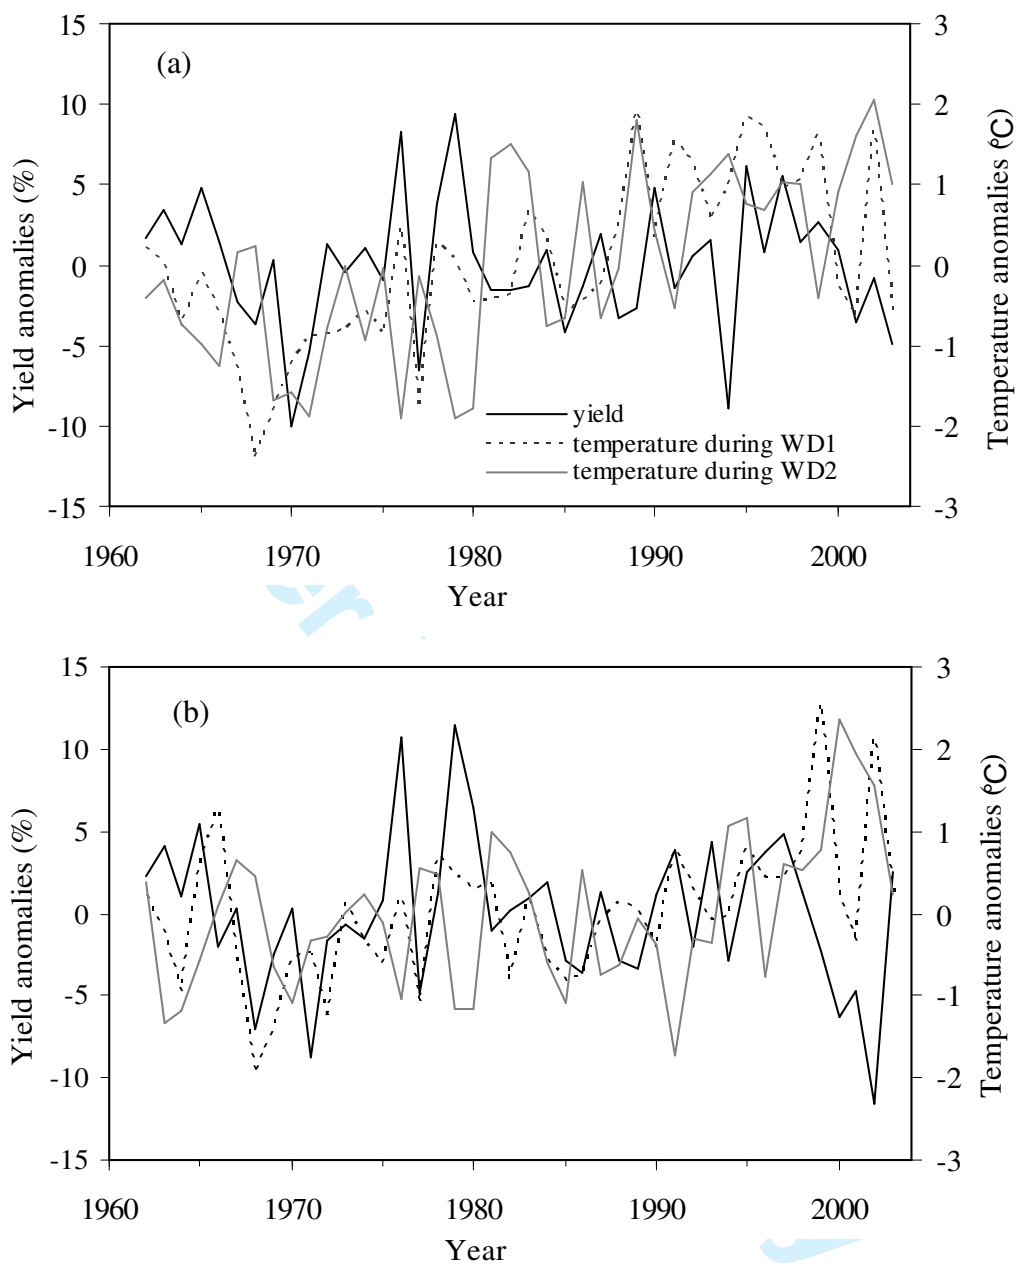 (a)
Yield anomalies (%)
15
10
5
0
-5
-10
-15
3
2
1
0
-1
-2
-3
Temperature anomalies (°C)
yield
temperature during WD1
temperature during WD2
1960 1970 1980 1990 2000
Year
(b)
Yield anomalies (%)
15
10
5
0
-5
-10
-15
3
2
1
0
-1
-2
-3
Temperature anomalies (°C)
1960 1970 1980 1990 2000
Year